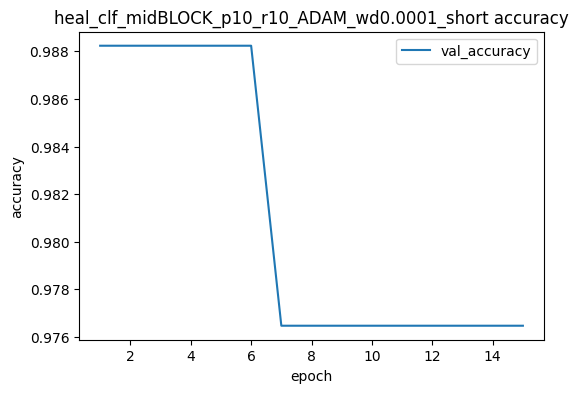 heal_clf_midBLOCK_p10_r10_ADAM_wd0.0001_short accuracy
val_accuracy
0.988
0.986
0.984
0.982
0.980
0.978
0.976
accuracy
2 4 6 8 10 12 14
epoch